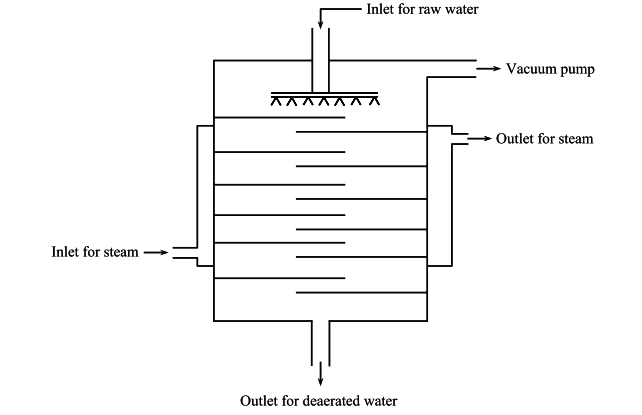 Inlet for raw water
Vacuum pump
Outlet for steam
Inlet for steam
Outlet for deaerated water